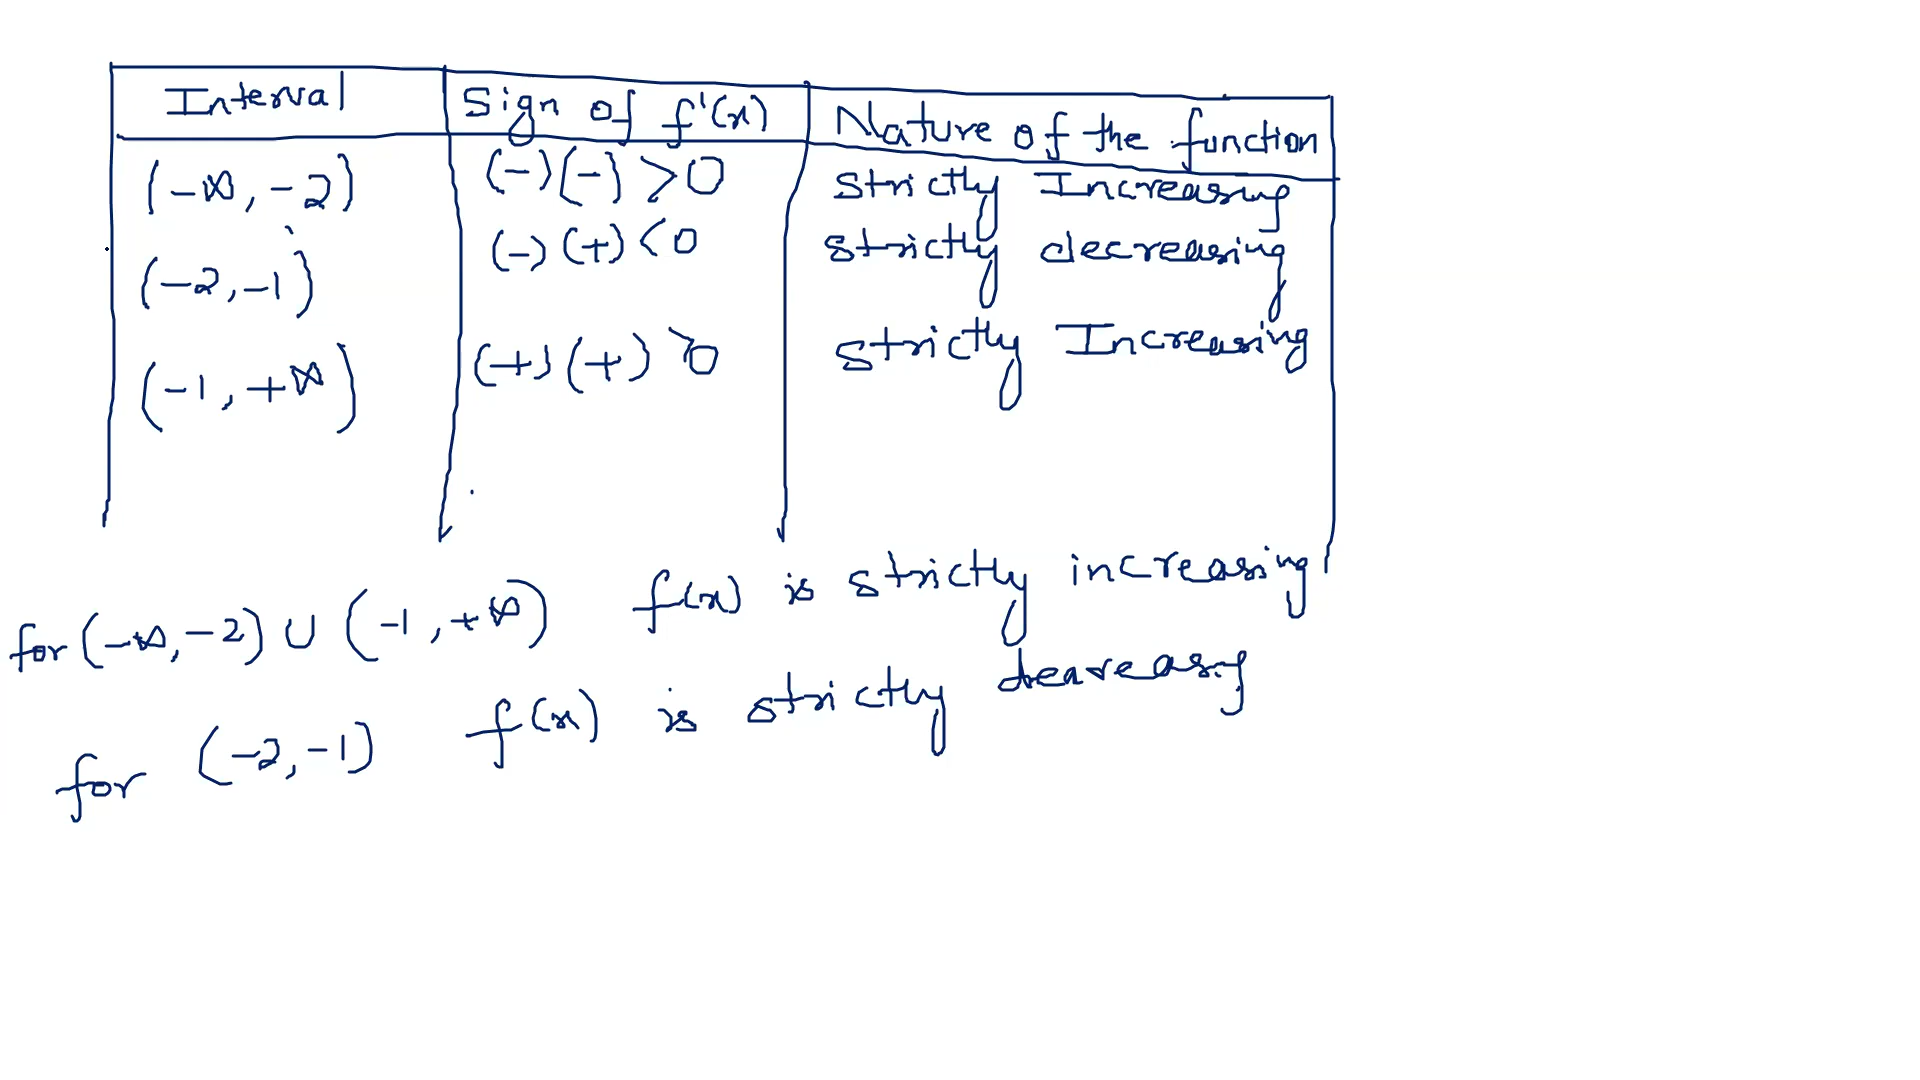 Interval Sign of f'(x) Nature of the function
(-∞, -2) (-)(-) >0 Strictly Increasing
(-2,-1) (-) (+) <0 strictly decreasing
(-1, +∞) (+) (+) >0 strictly Increasing
for (-∞, -2) ∪ (-1, +∞) f(x) is strictly increasing
for (-2,-1) f(x) is strictly decreasing